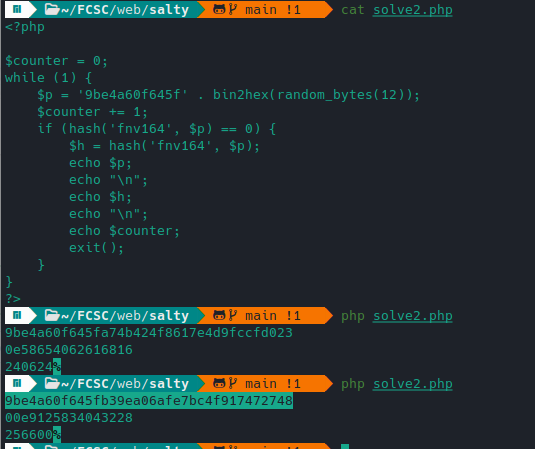 ~/FCSC/web/salty main !1 cat solve2.php
<?php

$counter = 0;
while (1) {
    $p = '9be4a60f645f' . bin2hex(random_bytes(12));
    $counter += 1;
    if (hash('fnv164', $p) == 0) {
        $h = hash('fnv164', $p);
        echo $p;
        echo "\n";
        echo $h;
        echo "\n";
        echo $counter;
        exit();
    }
}
?>
~/FCSC/web/salty main !1 php solve2.php
9be4a60f645fa74b424f8617e4d9fccfd023
0e58654062616816
240624%
~/FCSC/web/salty main !1 php solve2.php
9be4a60f645fb39ea06afe7bc4f917472748
00e9125834043228
256600%
~/FCSC/web/salty main !1